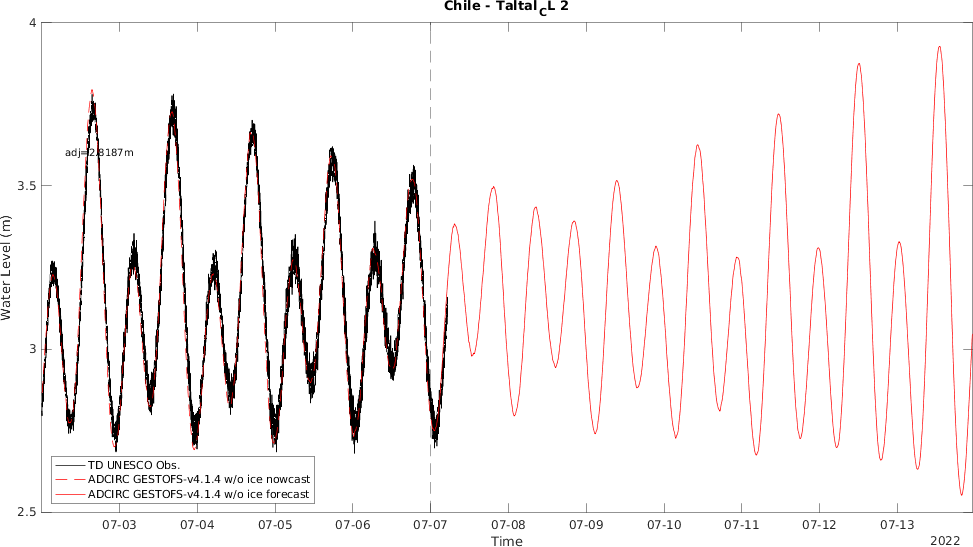 Chile - Taltal_CL 2
4
3.5
3
2.5
Water Level (m)
adj=2.8187m
TD UNESCO Obs.
ADCIRC GESTOFS-v4.1.4 w/o ice nowcast
ADCIRC GESTOFS-v4.1.4 w/o ice forecast
07-03 07-04 07-05 07-06 07-07 07-08 07-09 07-10 07-11 07-12 07-13
Time
2022